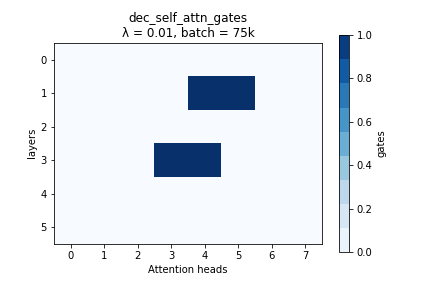 dec_self_attn_gates
λ = 0.01, batch = 75k
layers
0
1
2
3
4
5
0 1 2 3 4 5 6 7
Attention heads
1.0
0.8
0.6
0.4
0.2
0.0
gates